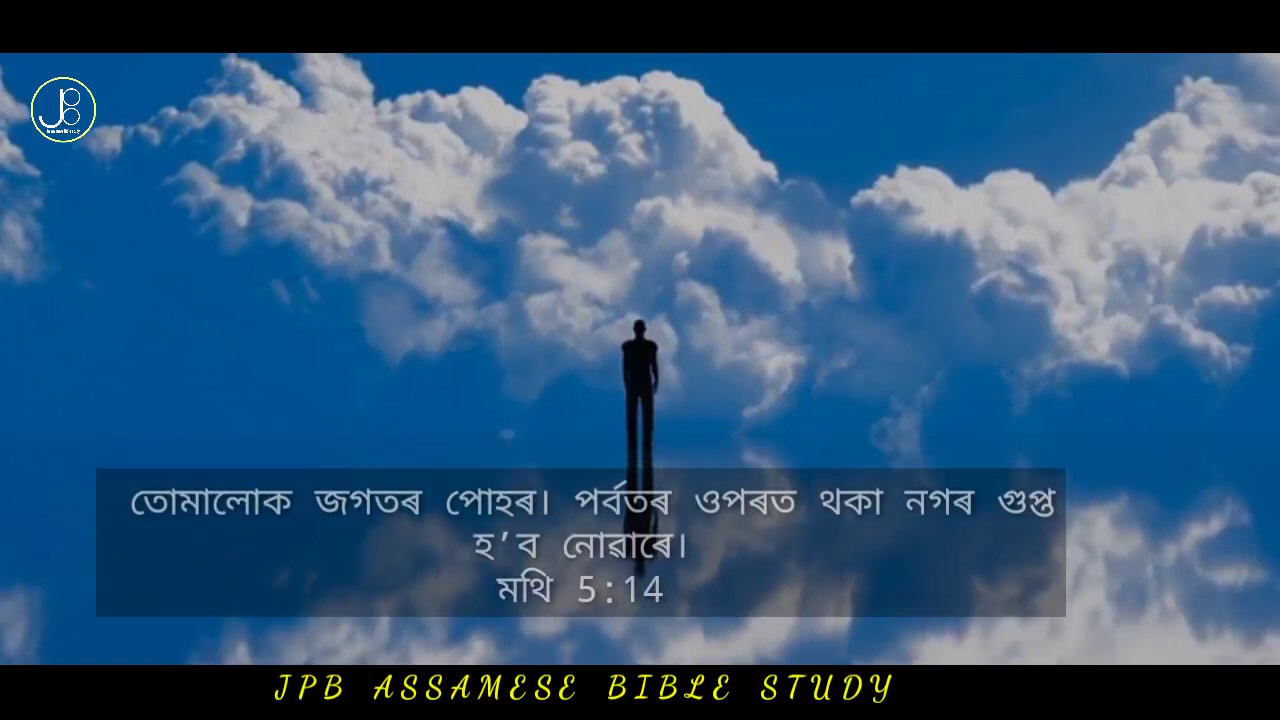 তোমালোক জগতৰ পোহৰ। পৰ্বতৰ ওপৰত থকা নগৰ গুপ্ত
হ’ব নোৱাৰে।
মথি 5:14
JPB ASSAMESE BIBLE STUDY